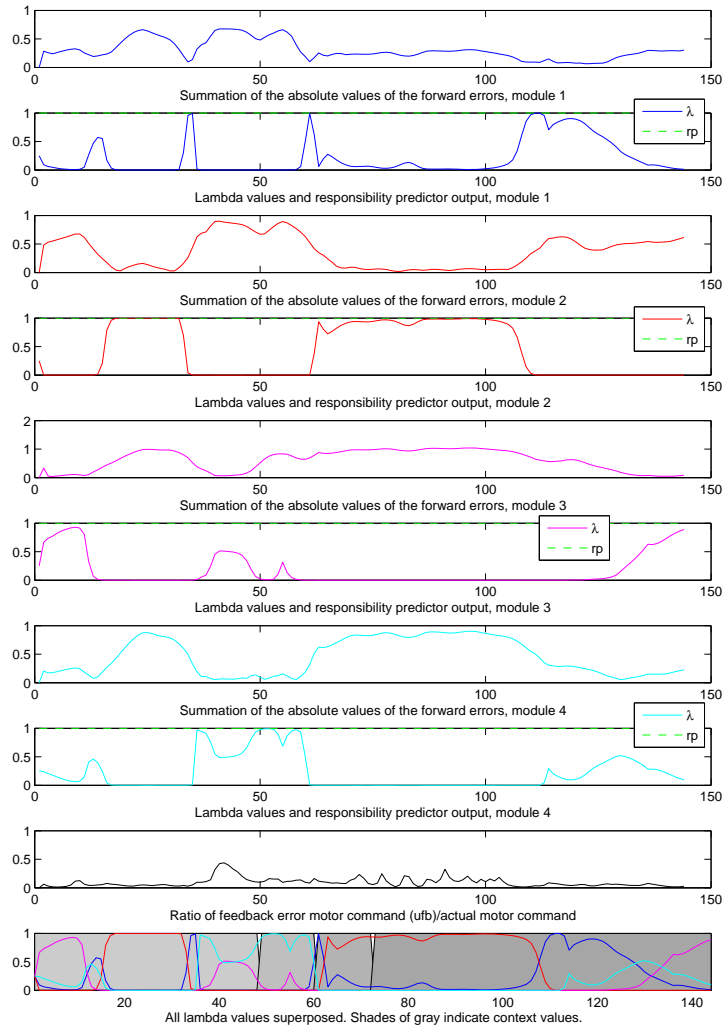 1
0.5
0
0 50 100 150
Summation of the absolute values of the forward errors, module 1
1
0.5
0
0 50 100 150
λ
rp
Lambda values and responsibility predictor output, module 1
1
0.5
0
0 50 100 150
Summation of the absolute values of the forward errors, module 2
1
0.5
0
0 50 100 150
λ
rp
Lambda values and responsibility predictor output, module 2
2
1
0
0 50 100 150
Summation of the absolute values of the forward errors, module 3
1
0.5
0
0 50 100 150
λ
rp
Lambda values and responsibility predictor output, module 3
1
0.5
0
0 50 100 150
Summation of the absolute values of the forward errors, module 4
1
0.5
0
0 50 100 150
λ
rp
Lambda values and responsibility predictor output, module 4
1
0.5
0
0 50 100 150
Ratio of feedback error motor command (ufb)/actual motor command
1
0.5
0
20 40 60 80 100 120 140
All lambda values superposed. Shades of gray indicate context values.